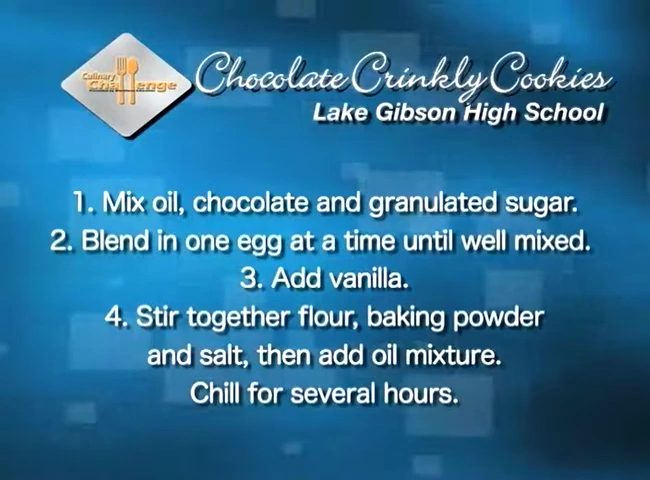 Culinary
Challenge
Chocolate Crinkly Cookies
Lake Gibson High School
1. Mix oil, chocolate and granulated sugar.
2. Blend in one egg at a time until well mixed.
3. Add vanilla.
4. Stir together flour, baking powder
and salt, then add oil mixture.
Chill for several hours.